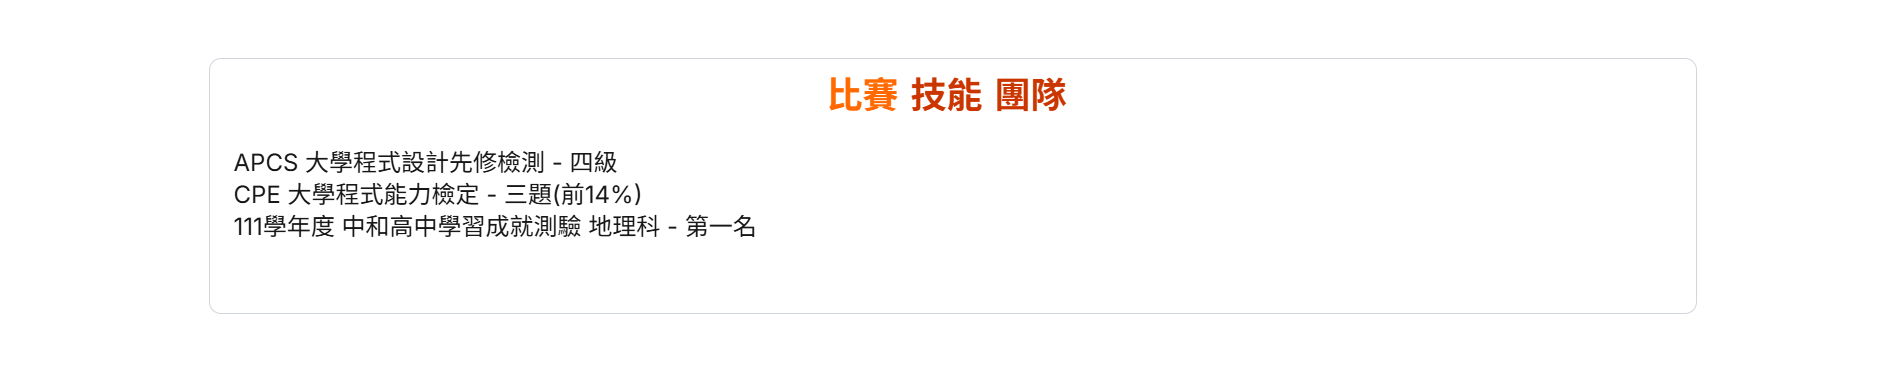 比賽 技能 團隊
APCS 大學程式設計先修檢測 - 四級
CPE 大學程式能力檢定 - 三題(前14%)
111學年度 中和高中學習成就測驗 地理科 - 第一名